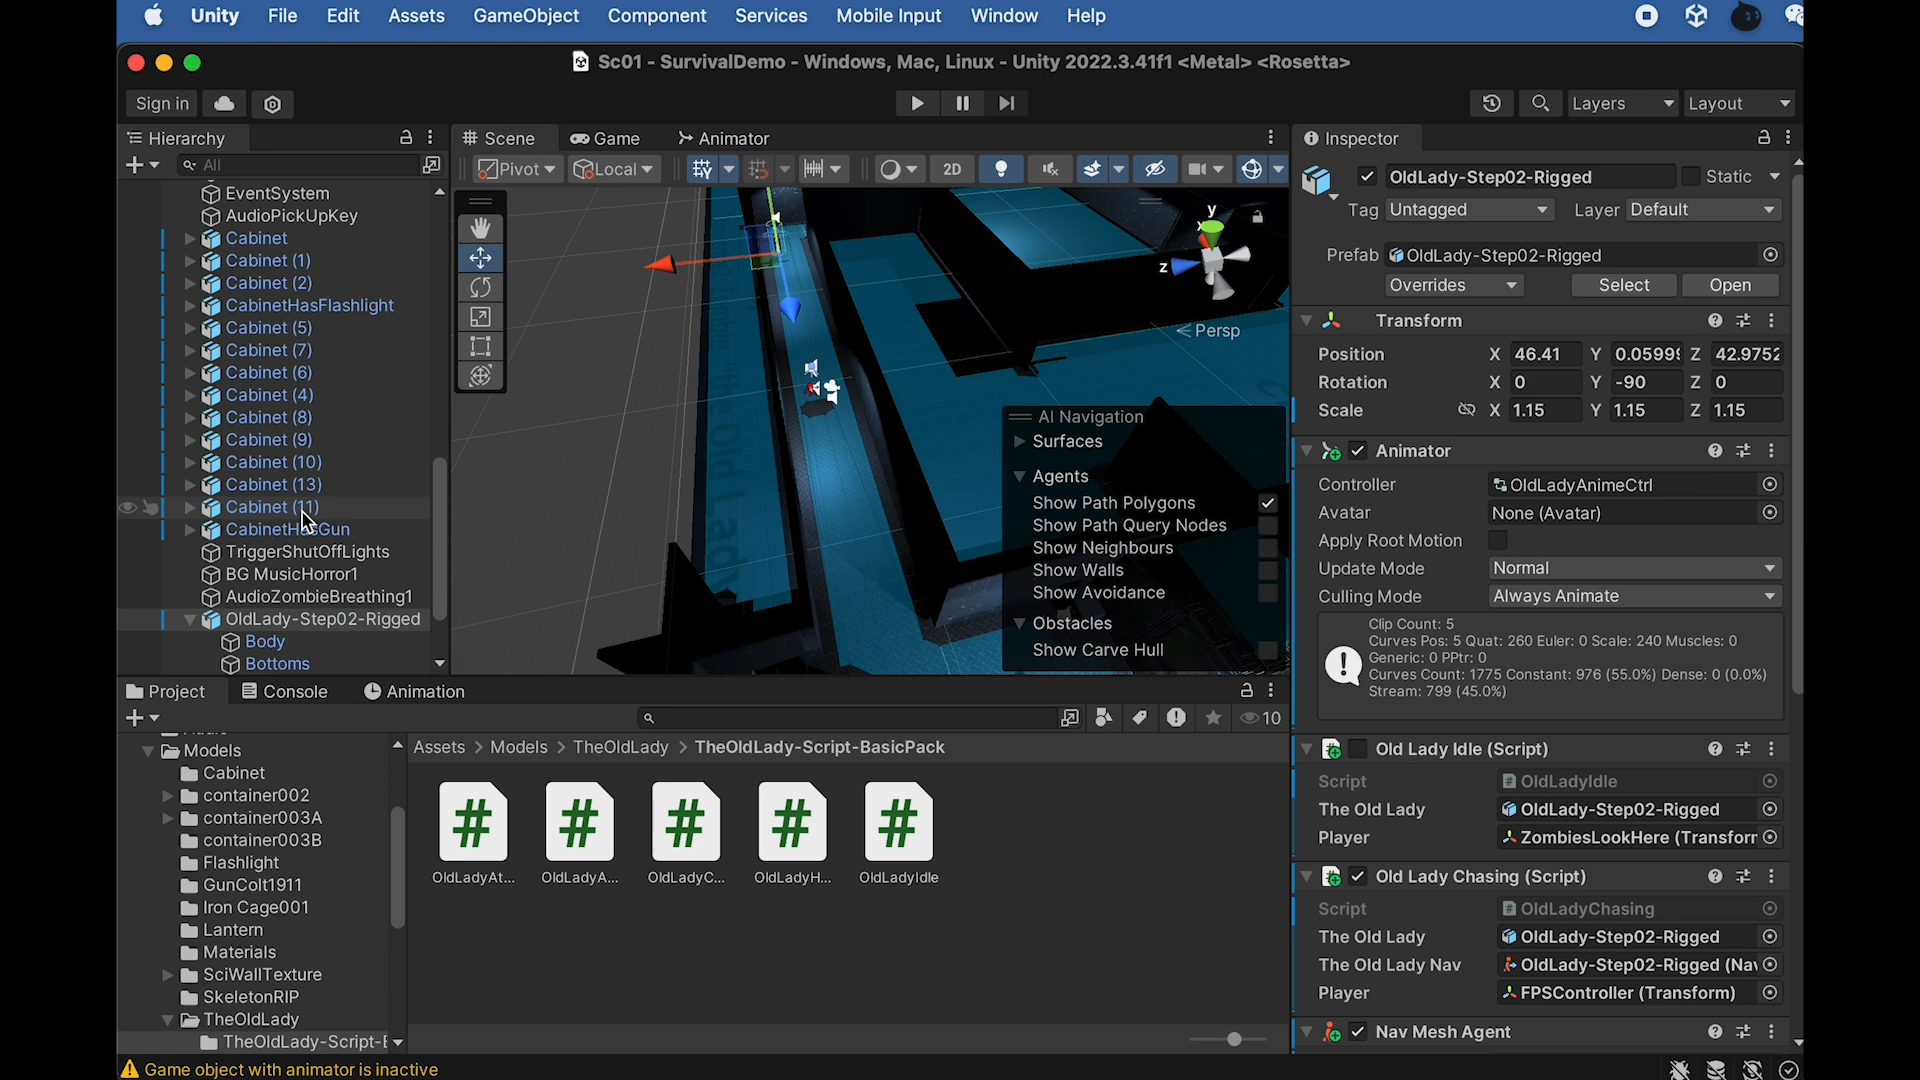 Unity File Edit Assets GameObject Component Services Mobile Input Window Help
Sc01 - SurvivalDemo - Windows, Mac, Linux - Unity 2022.3.41f1 <Metal> <Rosetta>
Sign in
Layers
Layout
Hierarchy
All
EventSystem
AudioPickUpKey
Cabinet
Cabinet (1)
Cabinet (2)
CabinetHasFlashlight
Cabinet (5)
Cabinet (7)
Cabinet (6)
Cabinet (4)
Cabinet (8)
Cabinet (9)
Cabinet (10)
Cabinet (13)
Cabinet (11)
CabinetHasGun
TriggerShutOffLights
BG MusicHorror1
AudioZombieBreathing1
OldLady-Step02-Rigged
Body
Bottoms
Scene Game Animator
Pivot Local 2D
y
x
z
Persp
AI Navigation
Surfaces
Agents
Show Path Polygons
Show Path Query Nodes
Show Neighbours
Show Walls
Show Avoidance
Obstacles
Show Carve Hull
Inspector
OldLady-Step02-Rigged Static
Tag Untagged Layer Default
Prefab OldLady-Step02-Rigged
Overrides Select Open
Transform
Position X 46.41 Y 0.0599 Z 42.9752
Rotation X 0 Y -90 Z 0
Scale X 1.15 Y 1.15 Z 1.15
Animator
Controller OldLadyAnimeCtrl
Avatar None (Avatar)
Apply Root Motion
Update Mode Normal
Culling Mode Always Animate
Clip Count: 5
Curves Pos: 5 Quat: 260 Euler: 0 Scale: 240 Muscles: 0
Generic: 0 PPtr: 0
Curves Count: 1775 Constant: 976 (55.0%) Dense: 0 (0.0%)
Stream: 799 (45.0%)
Old Lady Idle (Script)
Script OldLadyIdle
The Old Lady OldLady-Step02-Rigged
Player ZombiesLookHere (Transform
Old Lady Chasing (Script)
Script OldLadyChasing
The Old Lady OldLady-Step02-Rigged
The Old Lady Nav OldLady-Step02-Rigged (Nav
Player FPSController (Transform)
Nav Mesh Agent
Project Console Animation
10
Models
Cabinet
container002
container003A
container003B
Flashlight
GunColt1911
Iron Cage001
Lantern
Materials
SciWallTexture
SkeletonRIP
TheOldLady
TheOldLady-Script-E
Assets > Models > TheOldLady > TheOldLady-Script-BasicPack
OldLadyAt... OldLadyA... OldLadyC... OldLadyH... OldLadyIdle
Game object with animator is inactive